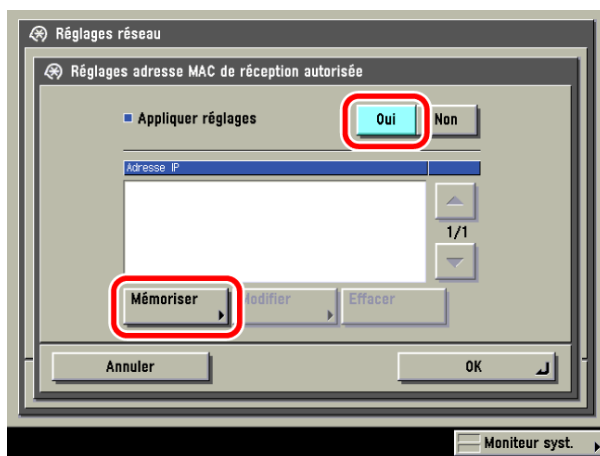 Réglages réseau
Réglages adresse MAC de réception autorisée
Appliquer réglages Oui Non
Adresse IP
1/1
Mémoriser Modifier Effacer
Annuler OK
Moniteur syst.